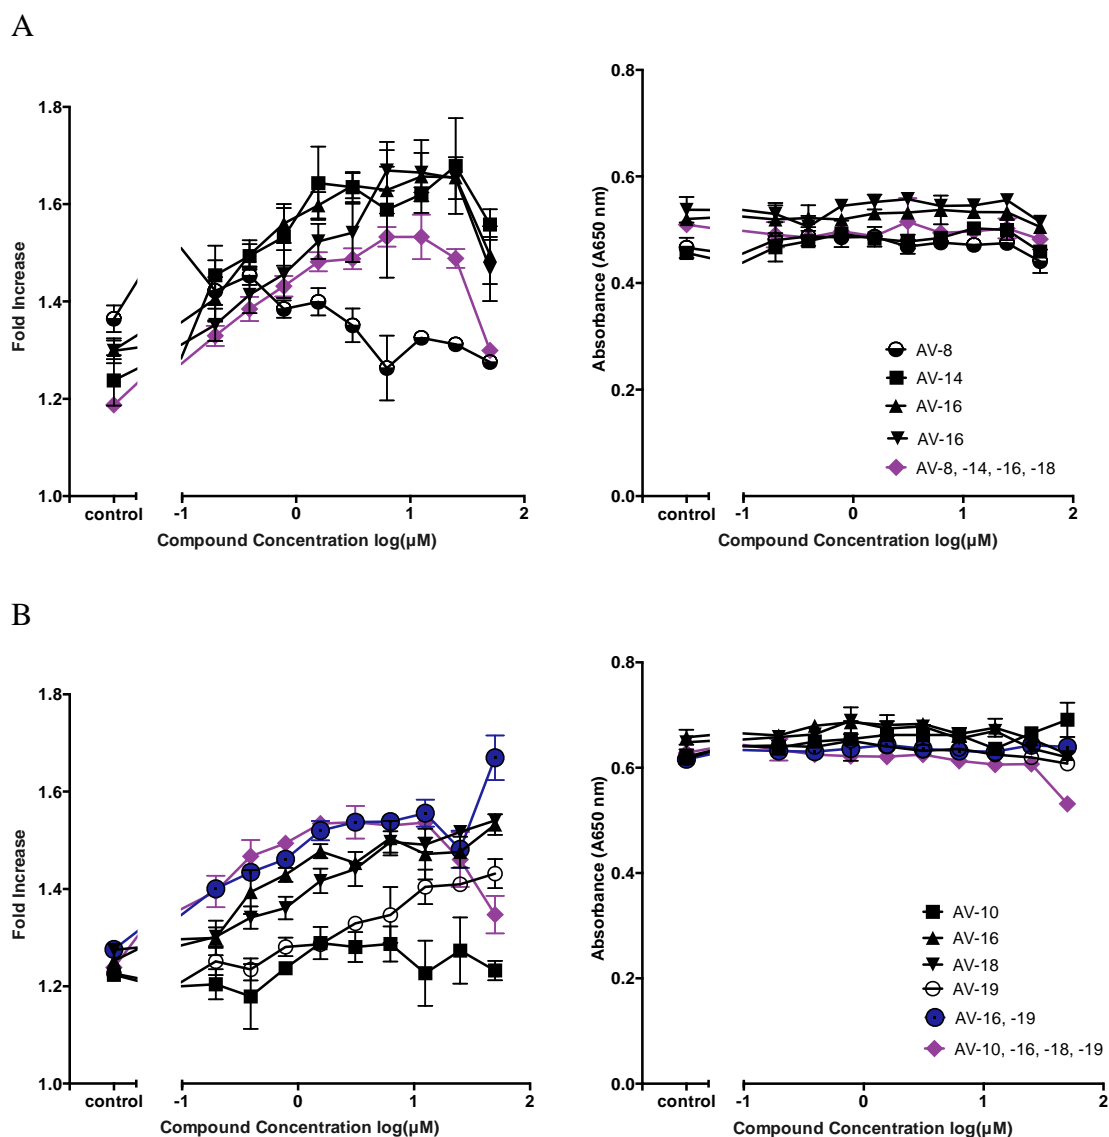 A
1.8
1.6
1.4
1.2
1.0
Fold Increase
control
-1
0
1
2
Compound Concentration log(µM)
0.8
0.6
0.4
0.2
0.0
Absorbance (A650 nm)
control
-1
0
1
2
Compound Concentration log(µM)
AV-8
AV-14
AV-16
AV-16
AV-8, -14, -16, -18
B
1.8
1.6
1.4
1.2
1.0
Fold Increase
control
-1
0
1
2
Compound Concentration log(µM)
0.8
0.6
0.4
0.2
0.0
Absorbance (A650 nm)
control
-1
0
1
2
Compound Concentration log(µM)
AV-10
AV-16
AV-18
AV-19
AV-16, -19
AV-10, -16, -18, -19